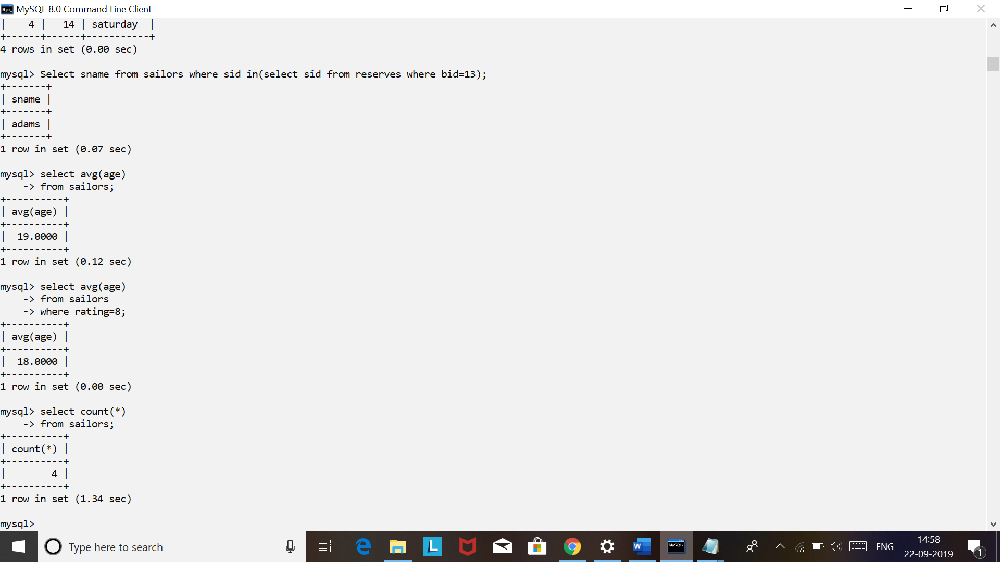 MySQL 8.0 Command Line Client
|    4 |   14 | saturday  |
+------+------+-----------+
4 rows in set (0.00 sec)
mysql> Select sname from sailors where sid in(select sid from reserves where bid=13);
+-------+
| sname |
+-------+
| adams |
+-------+
1 row in set (0.07 sec)
mysql> select avg(age)
    -> from sailors;
+----------+
| avg(age) |
+----------+
|  19.0000 |
+----------+
1 row in set (0.12 sec)
mysql> select avg(age)
    -> from sailors
    -> where rating=8;
+----------+
| avg(age) |
+----------+
|  18.0000 |
+----------+
1 row in set (0.00 sec)
mysql> select count(*)
    -> from sailors;
+----------+
| count(*) |
+----------+
|        4 |
+----------+
1 row in set (1.34 sec)
mysql>
Type here to search
L
W
MySQL>
ENG
14:58
22-09-2019
1